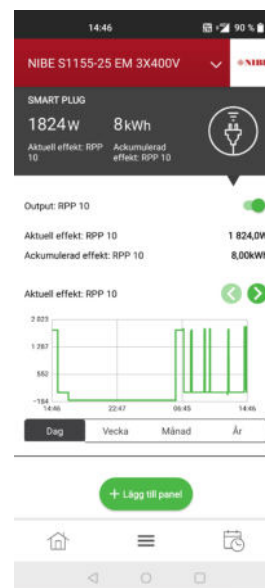 14:46
90 %
NIBE S1155-25 EM 3X400V
NIBE
SMART PLUG
1824W
8kWh
Aktuell effekt: RPP 10
Ackumulerad effekt: RPP 10
Output: RPP 10
Aktuell effekt: RPP 10
1 824,0W
Ackumulerad effekt: RPP 10
8,00kWh
Aktuell effekt: RPP 10
2 023
1 287
552
-184
14:46
22:47
06:45
14:46
Dag
Vecka
Månad
År
+ Lägg till panel